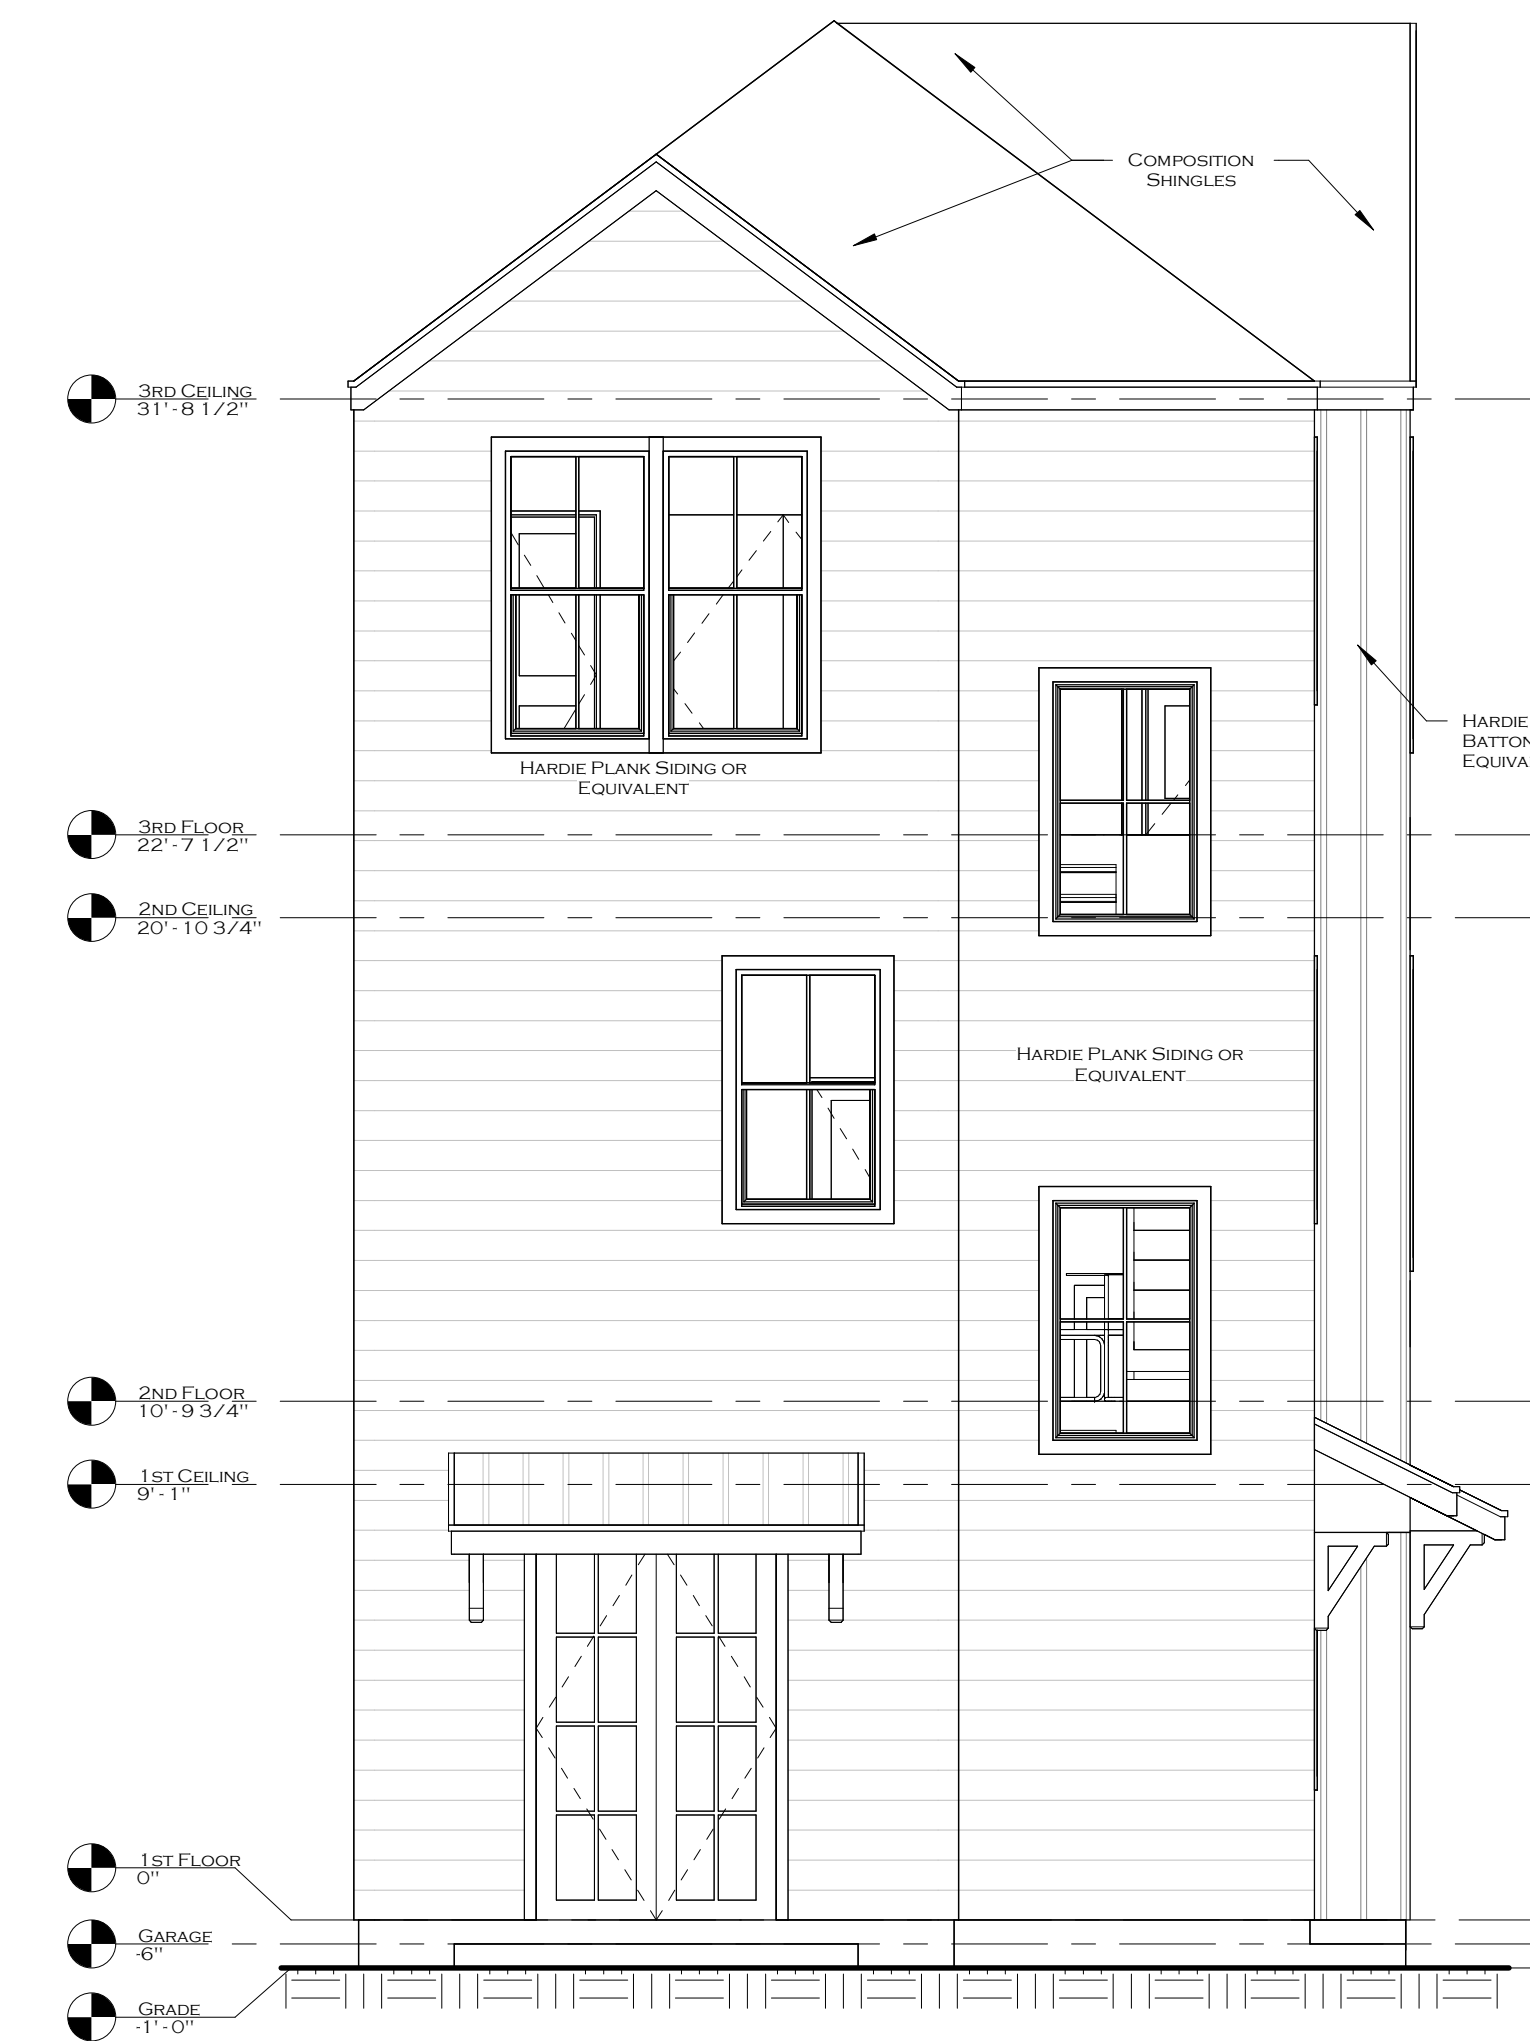 Composition
Shingles
3rd Ceiling
31'-8 1/2"
Hardie
Equiva
Hardie Plank Siding or
Equivalent
3rd Floor
22'-7 1/2"
2nd Ceiling
20'-10 3/4"
Hardie Plank Siding or
Equivalent
2nd Floor
10'-9 3/4"
1st Ceiling
9'-1"
1st Floor
0"
Garage
-6"
Grade
-1'-0"